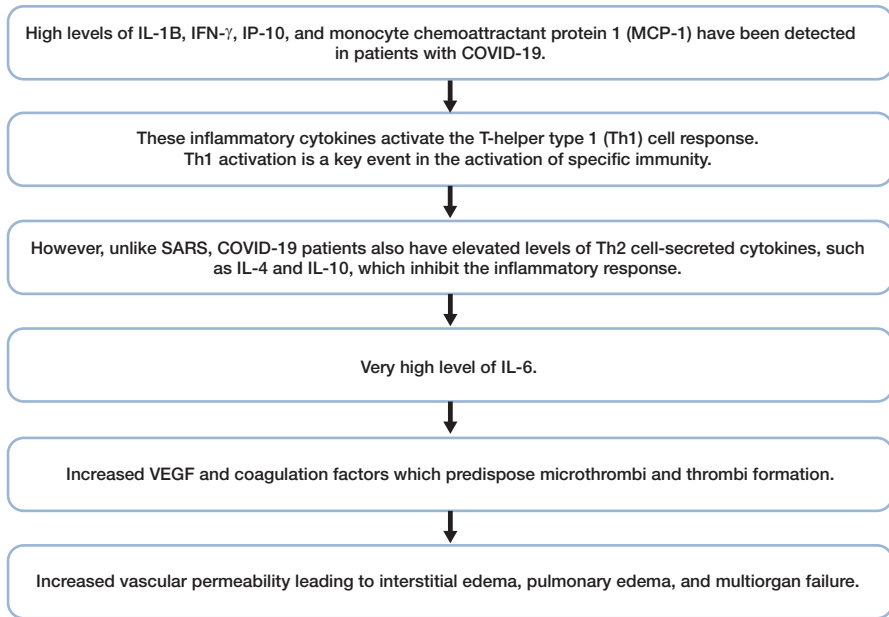 High levels of IL-1B, IFN-γ, IP-10, and monocyte chemoattractant protein 1 (MCP-1) have been detected
in patients with COVID-19.
These inflammatory cytokines activate the T-helper type 1 (Th1) cell response.
Th1 activation is a key event in the activation of specific immunity.
However, unlike SARS, COVID-19 patients also have elevated levels of Th2 cell-secreted cytokines, such
as IL-4 and IL-10, which inhibit the inflammatory response.
Very high level of IL-6.
Increased VEGF and coagulation factors which predispose microthrombi and thrombi formation.
Increased vascular permeability leading to interstitial edema, pulmonary edema, and multiorgan failure.